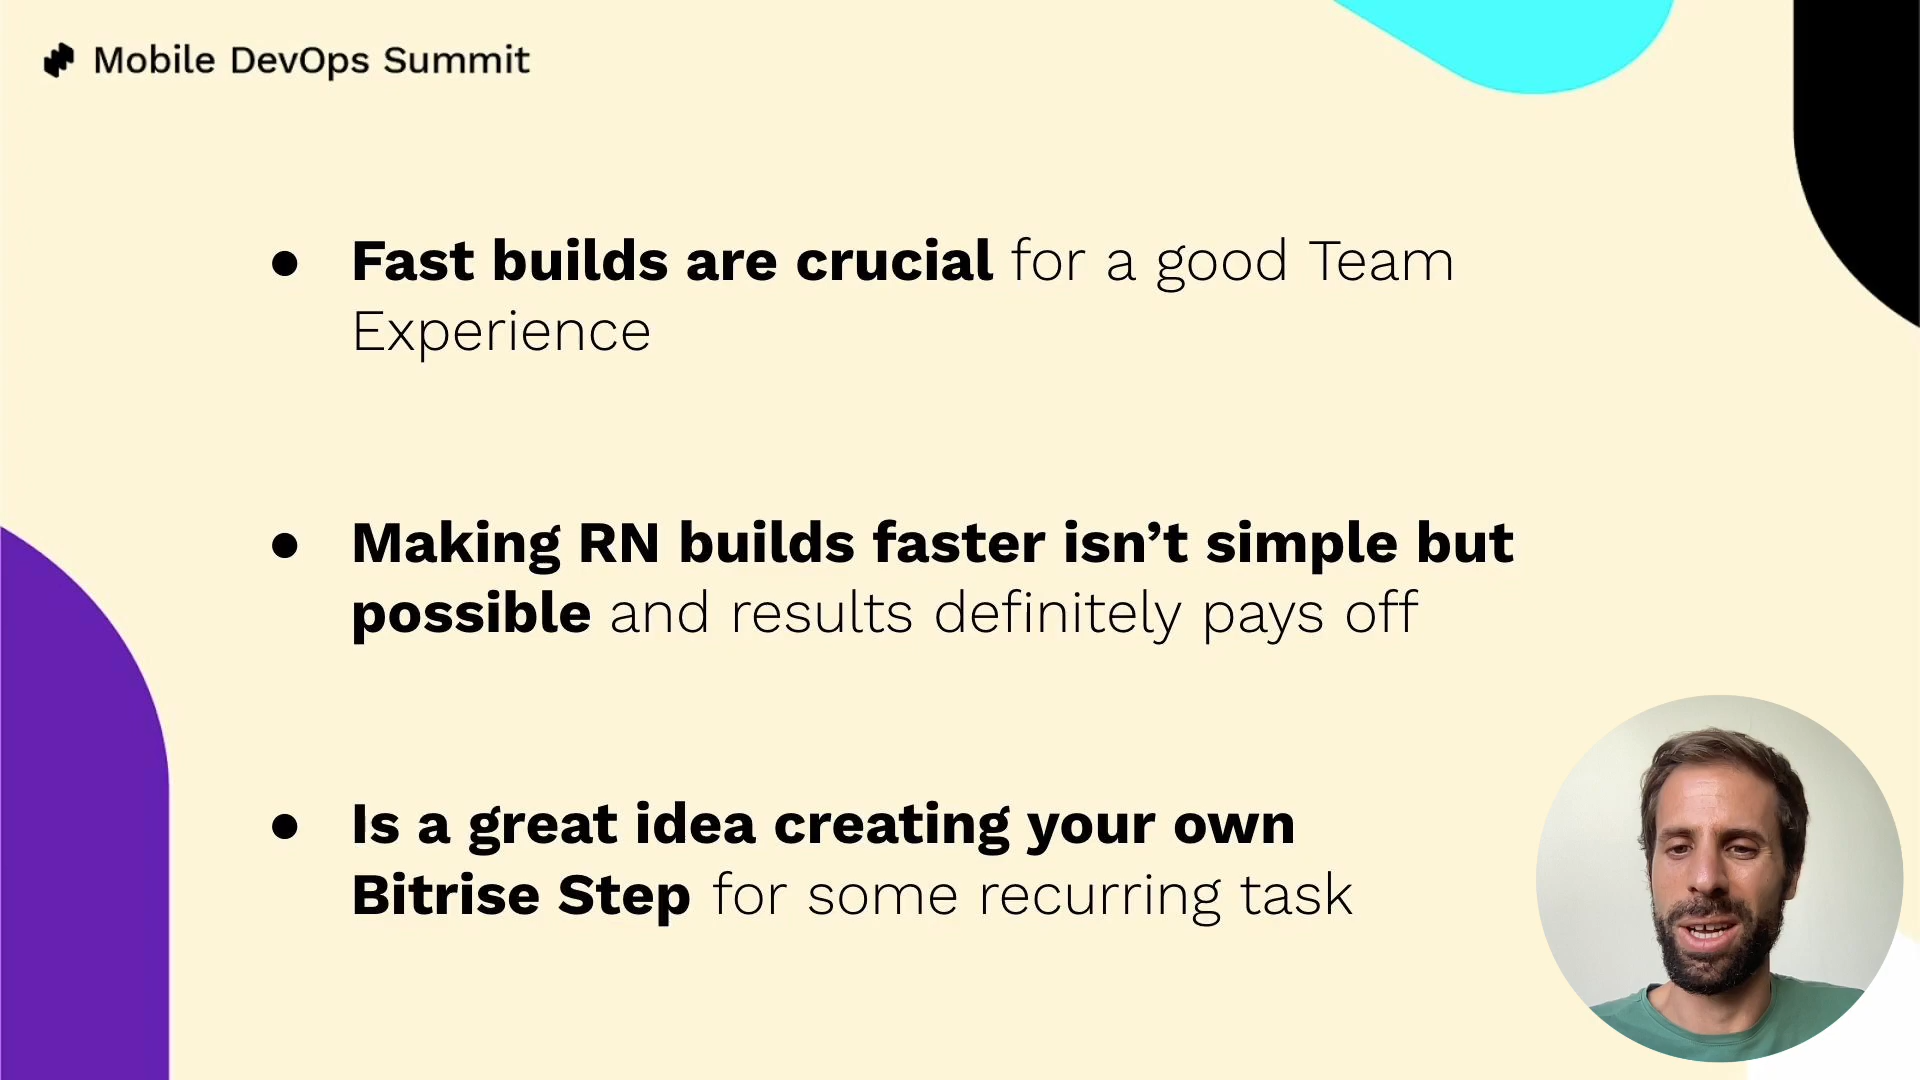 Mobile DevOps Summit
● Fast builds are crucial for a good Team
Experience
● Making RN builds faster isn’t simple but
possible and results definitely pays off
● Is a great idea creating your own
Bitrise Step for some recurring task